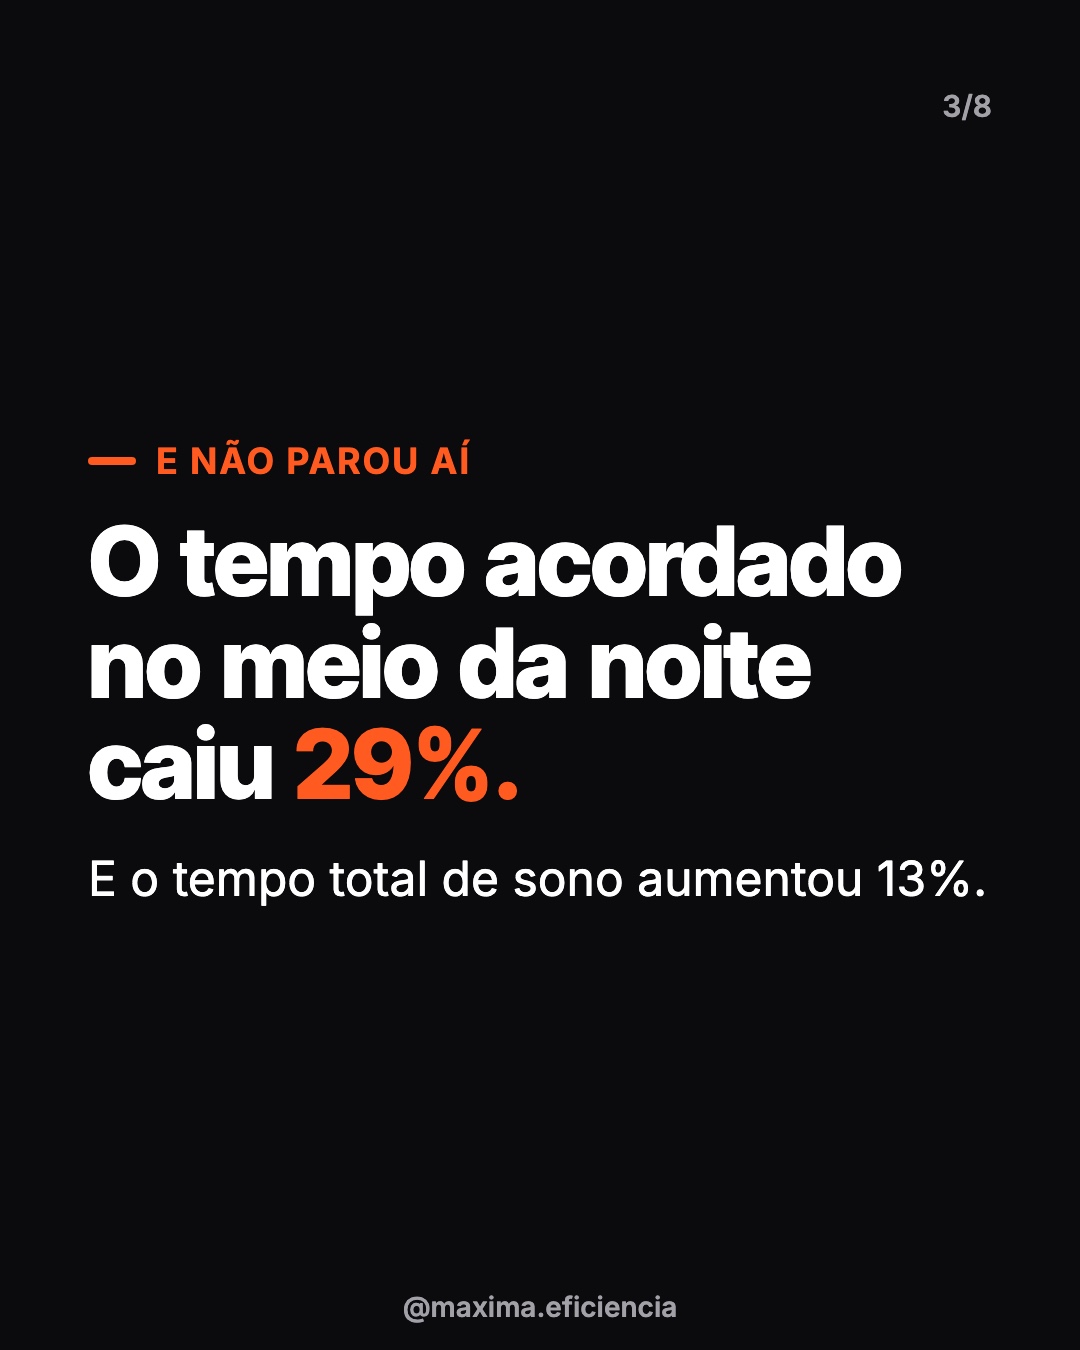 3/8
E NÃO PAROU AÍ
O tempo acordado
no meio da noite
caiu 29%.
E o tempo total de sono aumentou 13%.
@maxima.eficiencia